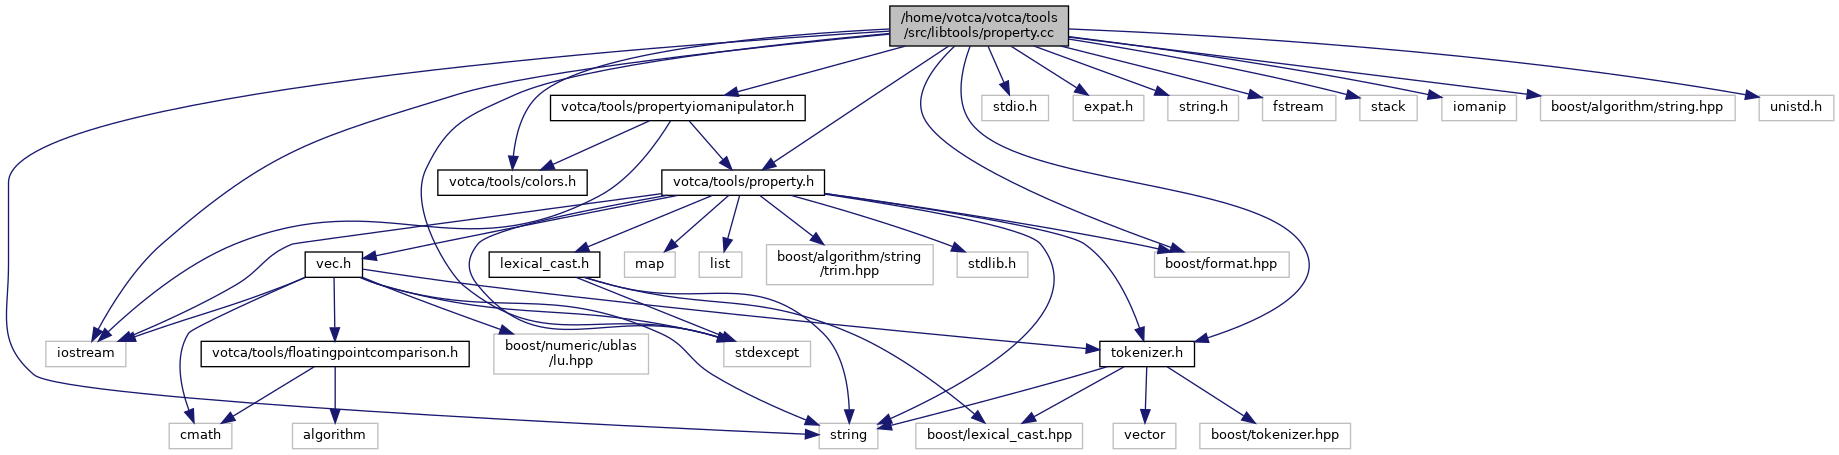 /home/votca/votca/tools
/src/libtools/property.cc
votca/tools/propertyiomanipulator.h
stdio.h
expat.h
string.h
fstream
stack
iomanip
boost/algorithm/string.hpp
unistd.h
votca/tools/colors.h
votca/tools/property.h
vec.h
lexical_cast.h
map
list
boost/algorithm/string
/trim.hpp
stdlib.h
boost/format.hpp
iostream
votca/tools/floatingpointcomparison.h
boost/numeric/ublas
/lu.hpp
stdexcept
tokenizer.h
cmath
algorithm
string
boost/lexical_cast.hpp
vector
boost/tokenizer.hpp